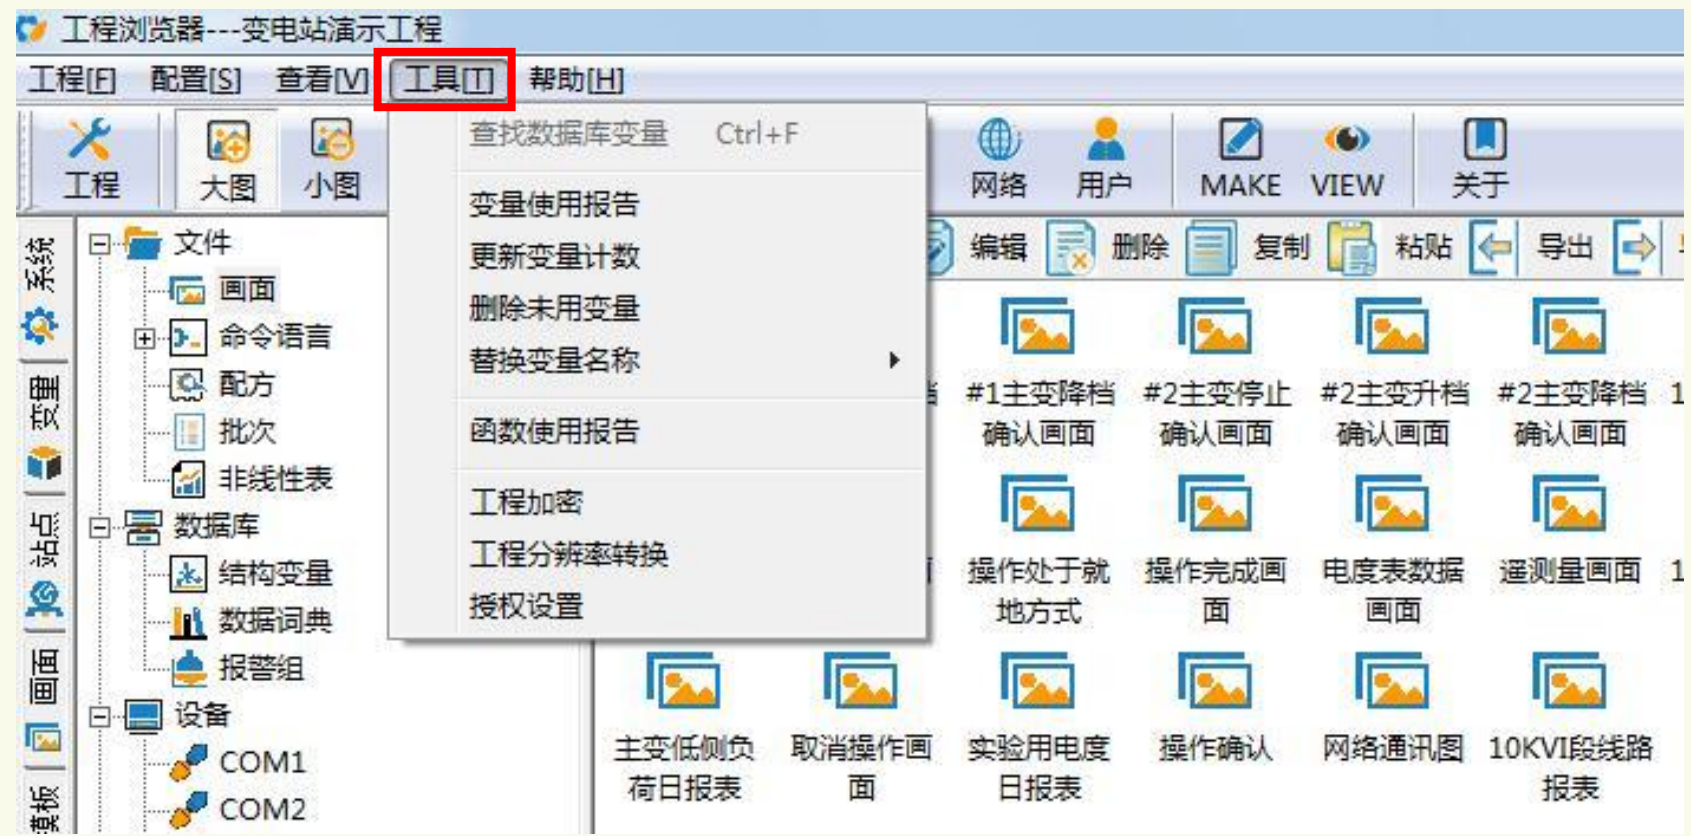 工程浏览器---变电站演示工程
工程[F] 配置[S] 查看[V] 工具[T] 帮助[H]
工程 大图 小图 网络 用户 MAKE VIEW 关于
查找数据库变量 Ctrl+F
变量使用报告
更新变量计数
删除未用变量
替换变量名称
函数使用报告
工程加密
工程分辨率转换
授权设置
系统
变量
站点
画面
模板
文件
画面
命令语言
配方
批次
非线性表
数据库
结构变量
数据词典
报警组
设备
COM1
COM2
编辑 删除 复制 粘贴 导出
#1主变降档 #2主变停止 #2主变升档 #2主变降档 1
确认画面 确认画面 确认画面 确认画面
操作处于就 操作完成画 电度表数据 遥测量画面 1
地方式 面 画面
主变低侧负 取消操作画 实验用电度 操作确认 网络通讯图 10KVI段线路
荷日报表 面 日报表 报表